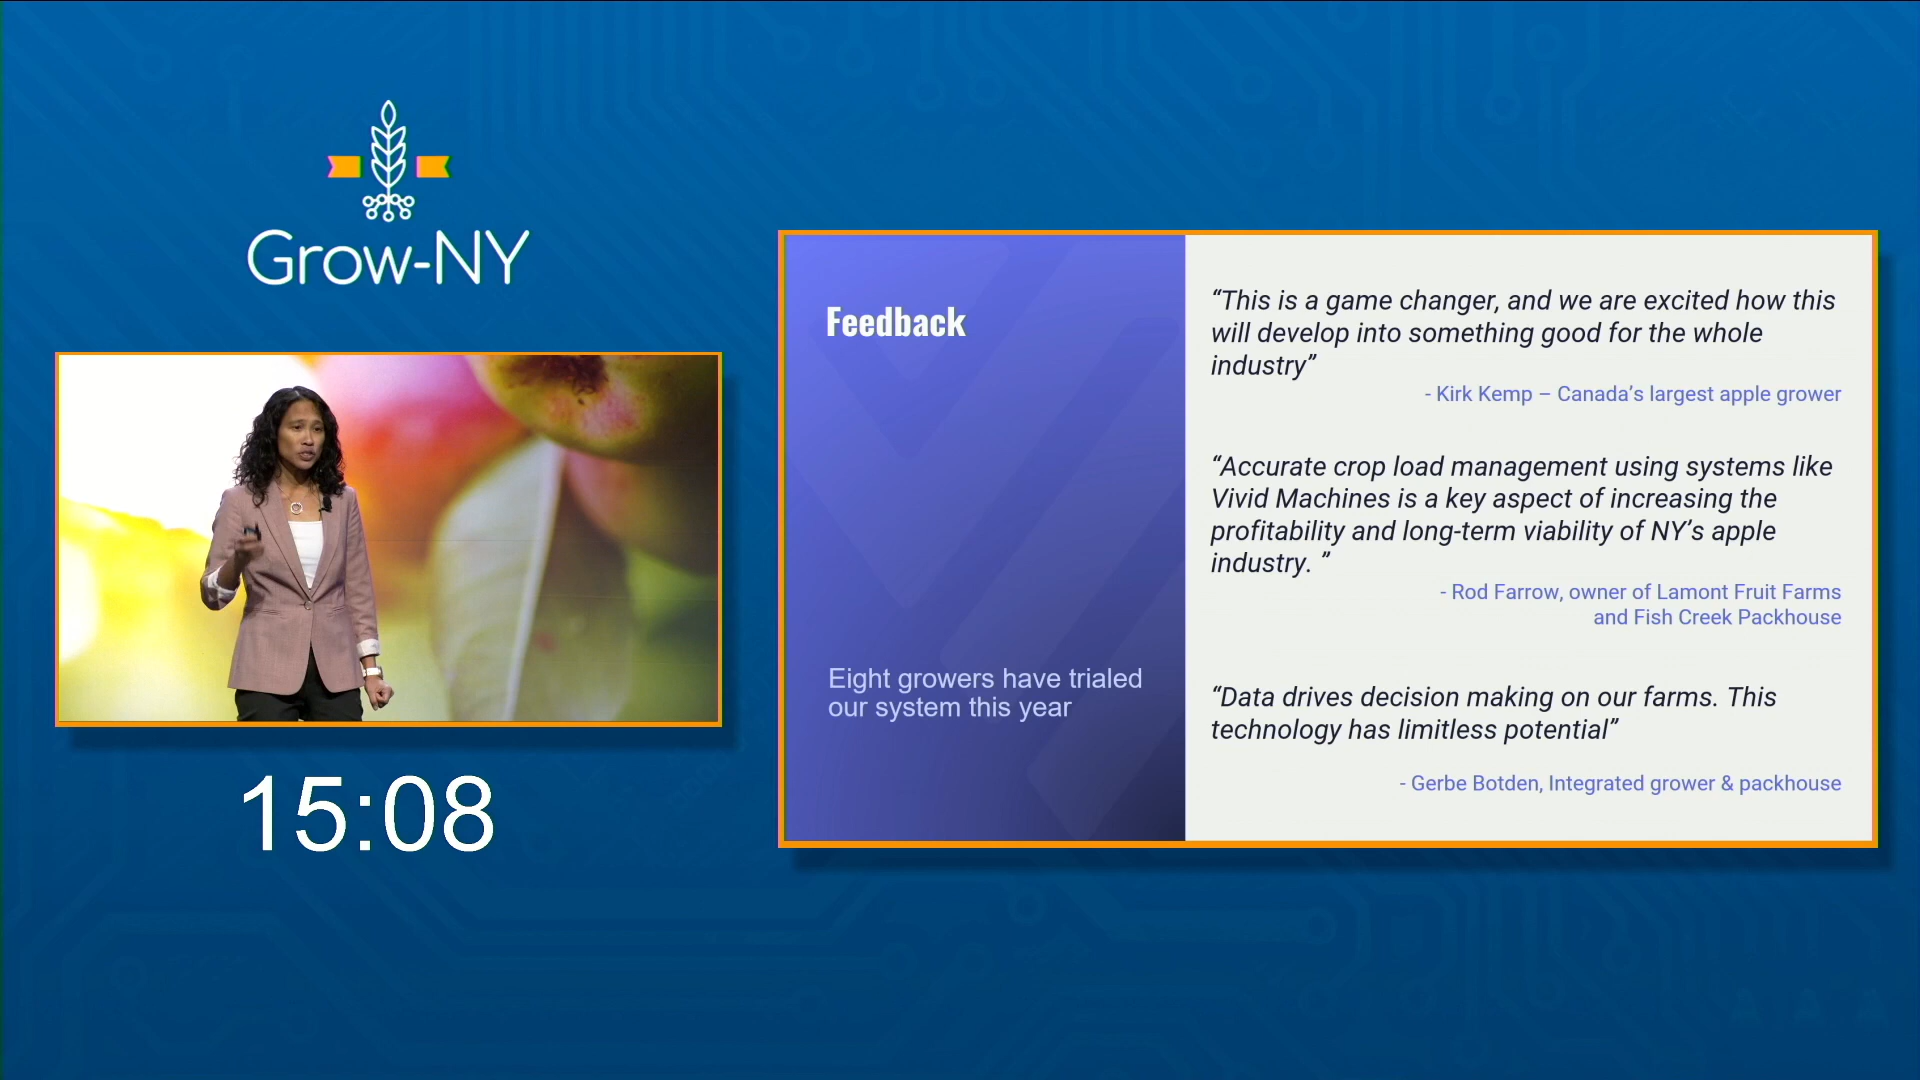 Grow-NY
15:08
Feedback
Eight growers have trialed
our system this year
“This is a game changer, and we are excited how this
will develop into something good for the whole
industry”
- Kirk Kemp – Canada’s largest apple grower
“Accurate crop load management using systems like
Vivid Machines is a key aspect of increasing the
profitability and long-term viability of NY’s apple
industry. ”
- Rod Farrow, owner of Lamont Fruit Farms
and Fish Creek Packhouse
“Data drives decision making on our farms. This
technology has limitless potential”
- Gerbe Botden, Integrated grower & packhouse